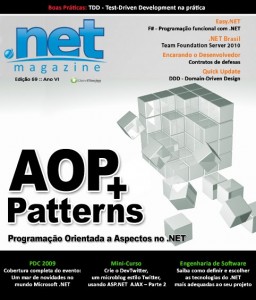 Boas Práticas: TDD - Test-Driven Development na prática
.net
magazine
Edição 69 :: Ano VI
Easy.NET
F# - Programação funcional com .NET
.NET Brasil
Team Foundation Server 2010
Encarando o Desenvolvedor
Contratos de defesas
Quick Update
DDD - Domain-Driven Design
AOP+
Patterns
Programação Orientada a Aspectos no .NET
PDC 2009
Cobertura completa do evento:
Um mar de novidades no
mundo Microsoft .NET
Mini-Curso
Crie o DevTwitter,
um microblog estilo Twitter,
usando ASP.NET AJAX – Parte 2
Engenharia de Software
Saiba como definir e escolher
as tecnologias do .NET
mais adequadas ao seu projeto